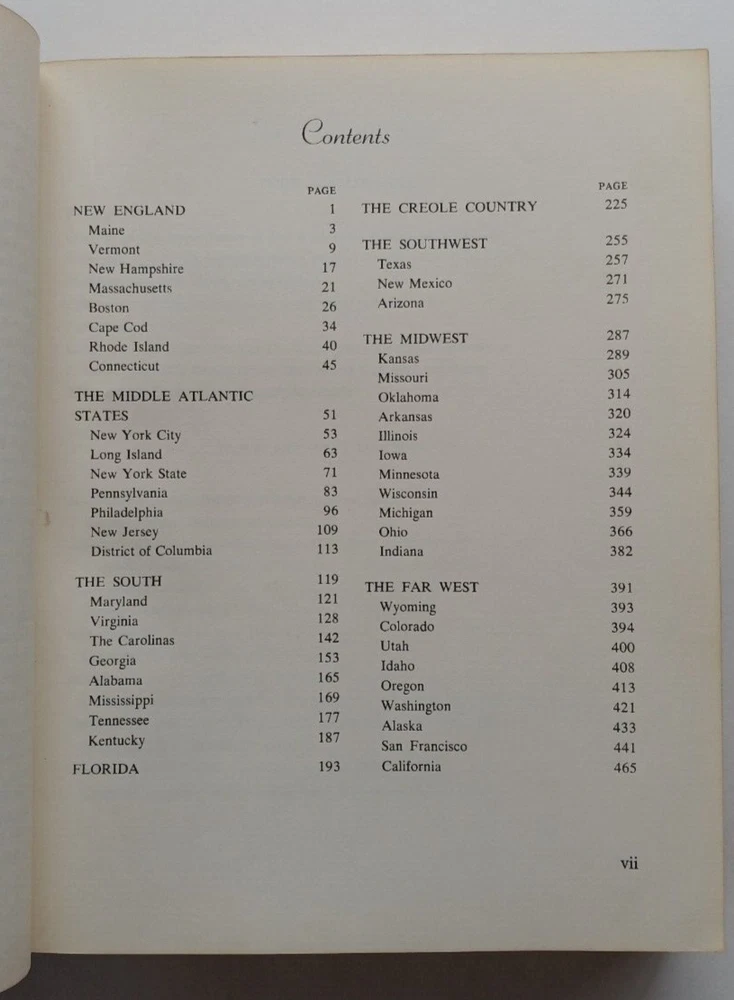 Contents
PAGE
NEW ENGLAND 1
Maine 3
Vermont 9
New Hampshire 17
Massachusetts 21
Boston 26
Cape Cod 34
Rhode Island 40
Connecticut 45
THE MIDDLE ATLANTIC
STATES 51
New York City 53
Long Island 63
New York State 71
Pennsylvania 83
Philadelphia 96
New Jersey 109
District of Columbia 113
THE SOUTH 119
Maryland 121
Virginia 128
The Carolinas 142
Georgia 153
Alabama 165
Mississippi 169
Tennessee 177
Kentucky 187
FLORIDA 193
PAGE
THE CREOLE COUNTRY 225
THE SOUTHWEST 255
Texas 257
New Mexico 271
Arizona 275
THE MIDWEST 287
Kansas 289
Missouri 305
Oklahoma 314
Arkansas 320
Illinois 324
Iowa 334
Minnesota 339
Wisconsin 344
Michigan 359
Ohio 366
Indiana 382
THE FAR WEST 391
Wyoming 393
Colorado 394
Utah 400
Idaho 408
Oregon 413
Washington 421
Alaska 433
San Francisco 441
California 465
vii